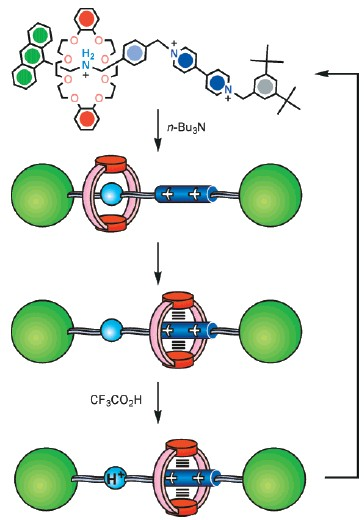 O O
O O
H₂
N
+
O O
O O
+
N
N
+
n-Bu₃N
+ +
+ +
CF₃CO₂H
H⁺ + +